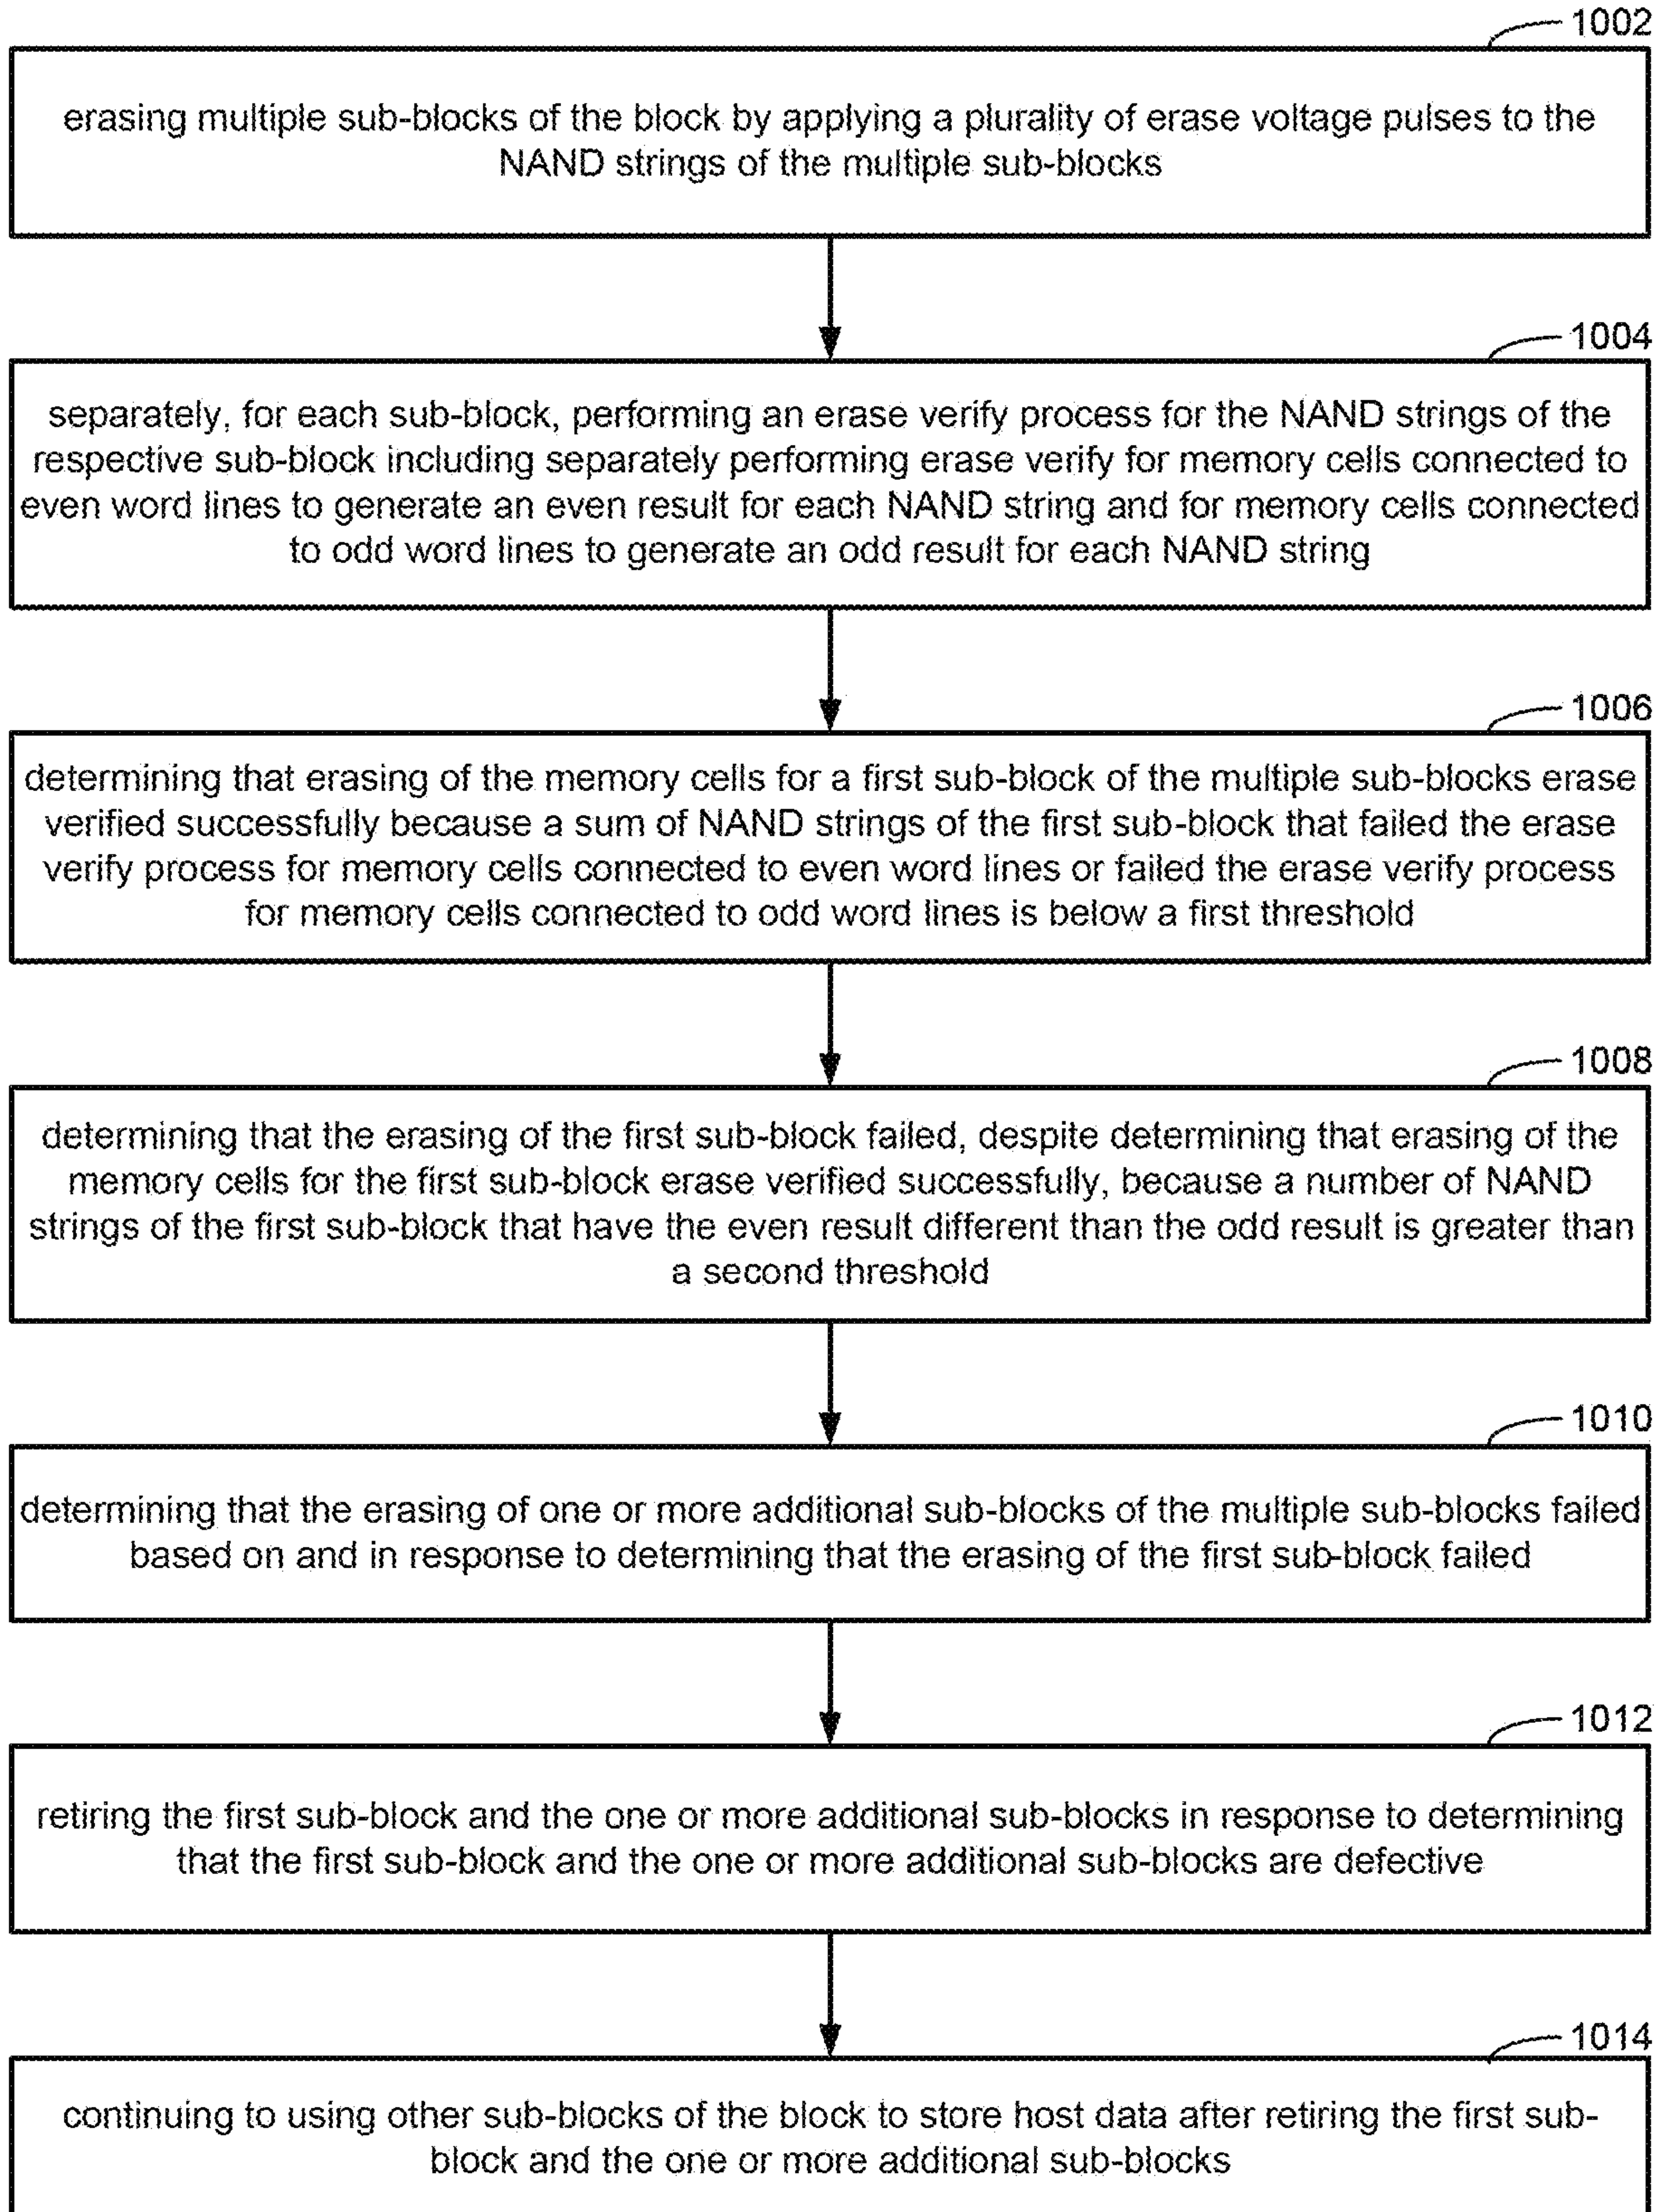 1002
erasing multiple sub-blocks of the block by applying a plurality of erase voltage pulses to the
NAND strings of the multiple sub-blocks
1004
separately, for each sub-block, performing an erase verify process for the NAND strings of the
respective sub-block including separately performing erase verify for memory cells connected to
even word lines to generate an even result for each NAND string and for memory cells connected
to odd word lines to generate an odd result for each NAND string
1006
determining that erasing of the memory cells for a first sub-block of the multiple sub-blocks erase
verified successfully because a sum of NAND strings of the first sub-block that failed the erase
verify process for memory cells connected to even word lines or failed the erase verify process
for memory cells connected to odd word lines is below a first threshold
1008
determining that the erasing of the first sub-block failed, despite determining that erasing of the
memory cells for the first sub-block erase verified successfully, because a number of NAND
strings of the first sub-block that have the even result different than the odd result is greater than
a second threshold
1010
determining that the erasing of one or more additional sub-blocks of the multiple sub-blocks failed
based on and in response to determining that the erasing of the first sub-block failed
1012
retiring the first sub-block and the one or more additional sub-blocks in response to determining
that the first sub-block and the one or more additional sub-blocks are defective
1014
continuing to using other sub-blocks of the block to store host data after retiring the first sub-
block and the one or more additional sub-blocks